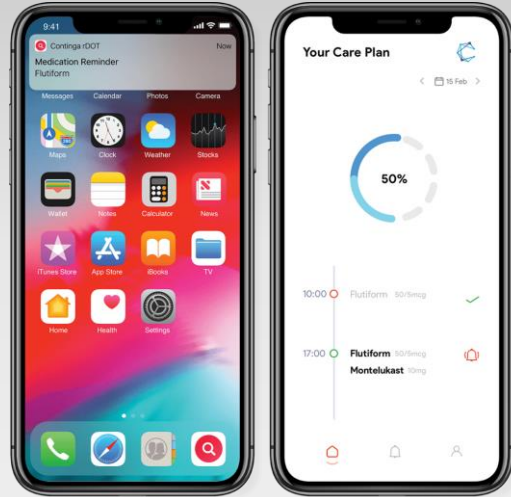 9:41
Continga rDOT Now
Medication Reminder
Flutiform
Messages Calendar Photos Camera
Maps Clock Weather Stocks
Wallet Notes Calculator News
iTunes Store App Store iBooks TV
Home Health Settings
Your Care Plan
15 Feb
50%
10:00 Flutiform 50/5mcg
17:00 Flutiform 50/5mcg
Montelukast 10mg